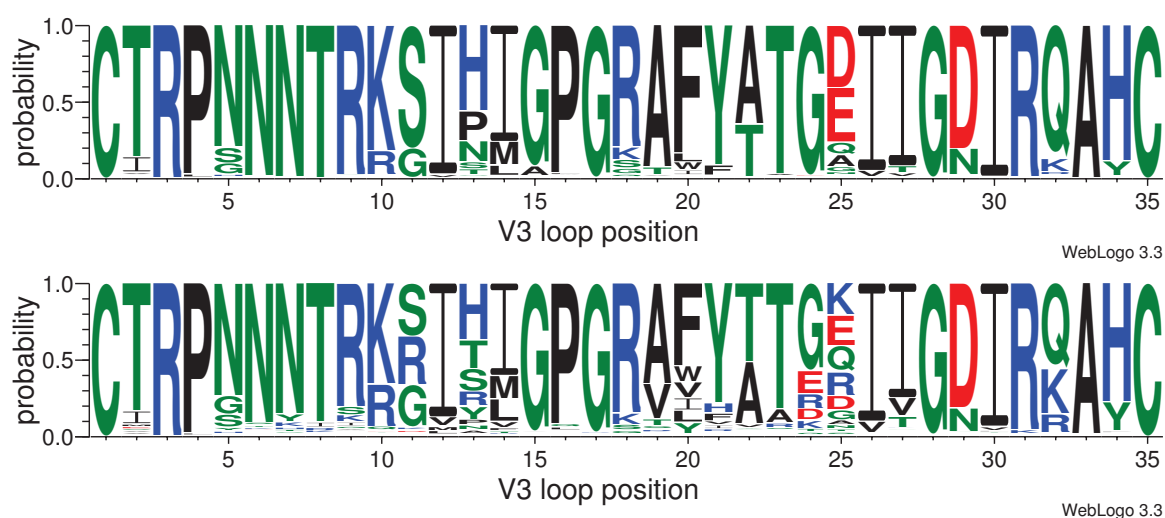 probability
1.0
CTRPNNNTRKSIHIGPGRAFYATGDIIGDIRQAHC
0.5
0.0
5 10 15 20 25 30 35
V3 loop position
WebLogo 3.3
probability
1.0
CTRPNNNTRKSIHIGPGRAFYTTGKIIGDIRQAHC
0.5
0.0
5 10 15 20 25 30 35
V3 loop position
WebLogo 3.3